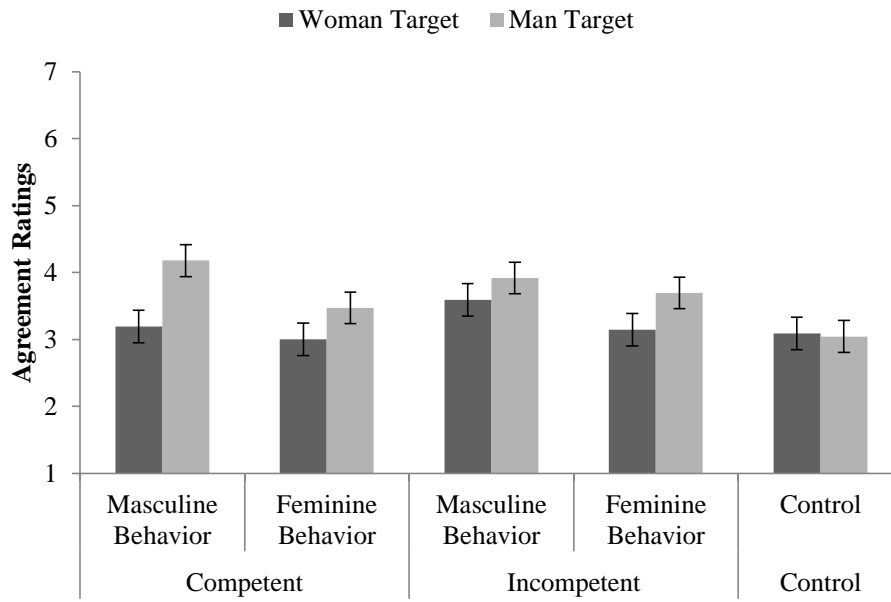 Woman Target Man Target
7
6
5
4
3
2
1
Agreement Ratings
Masculine Behavior Feminine Behavior Masculine Behavior Feminine Behavior Control
Competent Incompetent Control